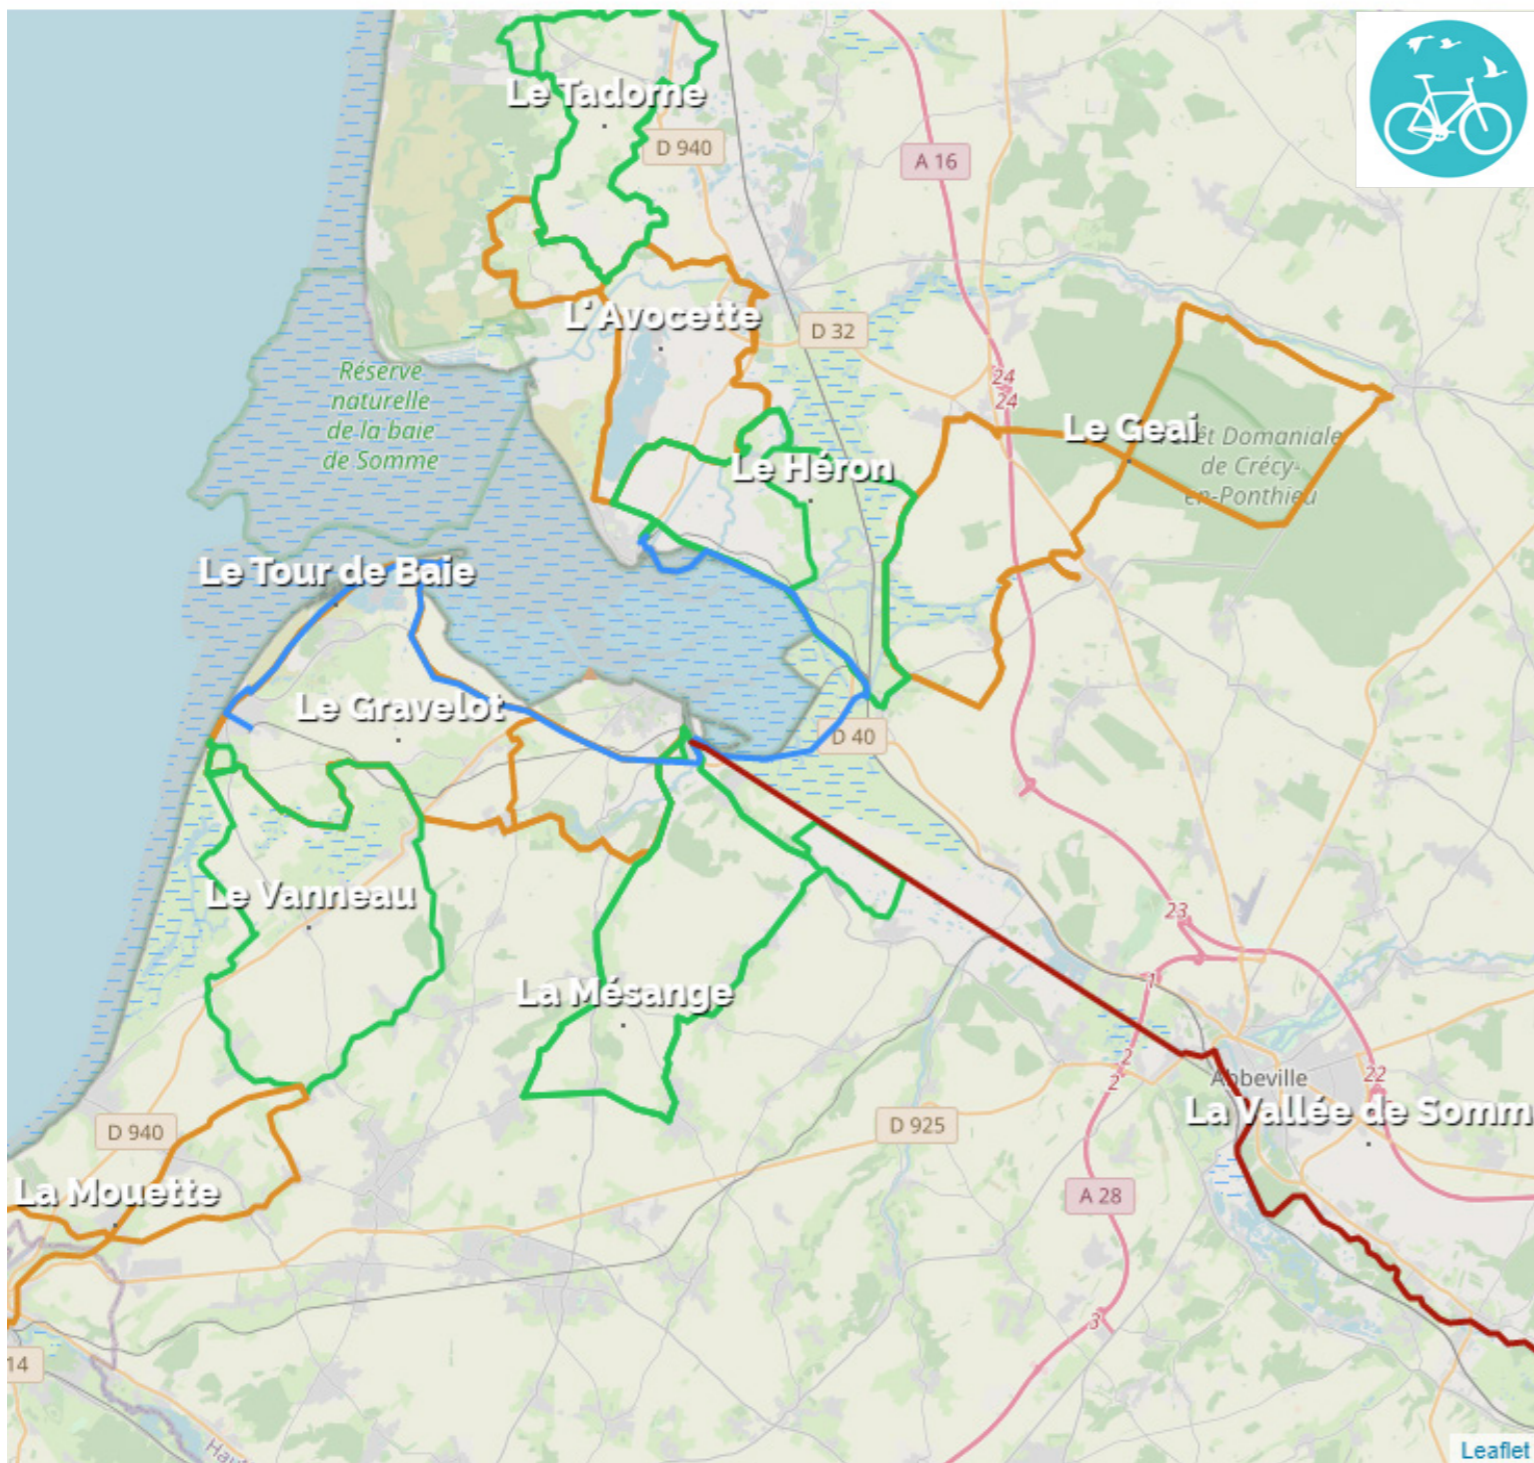 Le Tadorne
D 940
A 16
L'Avocette
D 32
Réserve
naturelle
de la baie
de Somme
24
24
Le Geai
êt Domaniale
de Crécy-
en-Ponthieu
Le Héron
Le Tour de Baie
Le Gravelot
D 40
Le Vanneau
23
La Mésange
1
2
2
Abbeville
22
La Vallée de Somm
D 940
D 925
La Mouette
A 28
3
14
Hau
Leaflet